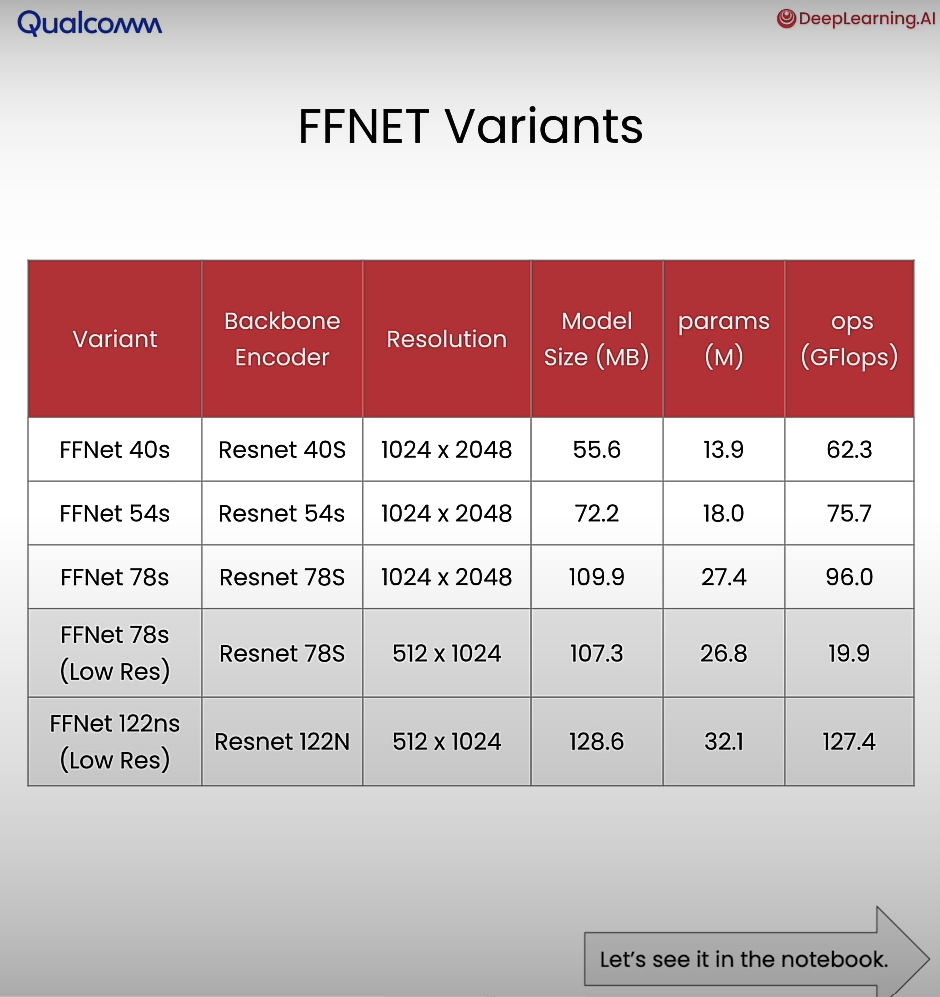 Qualcomm
DeepLearning.AI
FFNET Variants
Variant Backbone Encoder Resolution Model Size (MB) params (M) ops (GFlops)
FFNet 40s Resnet 40S 1024 x 2048 55.6 13.9 62.3
FFNet 54s Resnet 54s 1024 x 2048 72.2 18.0 75.7
FFNet 78s Resnet 78S 1024 x 2048 109.9 27.4 96.0
FFNet 78s (Low Res) Resnet 78S 512 x 1024 107.3 26.8 19.9
FFNet 122ns (Low Res) Resnet 122N 512 x 1024 128.6 32.1 127.4
Let's see it in the notebook.